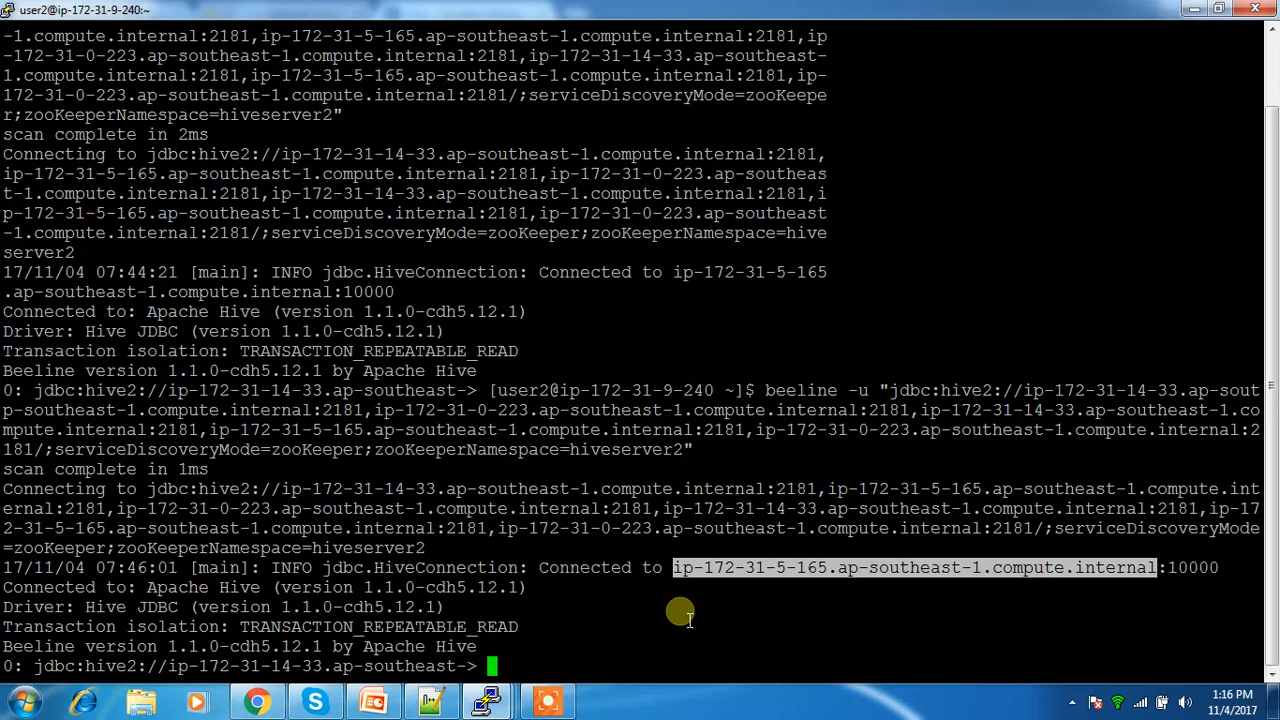 user2@ip-172-31-9-240:~
-1.compute.internal:2181,ip-172-31-5-165.ap-southeast-1.compute.internal:2181,ip
-172-31-0-223.ap-southeast-1.compute.internal:2181,ip-172-31-14-33.ap-southeast-
1.compute.internal:2181,ip-172-31-5-165.ap-southeast-1.compute.internal:2181,ip-
172-31-0-223.ap-southeast-1.compute.internal:2181/;serviceDiscoveryMode=zooKeepe
r;zooKeeperNamespace=hiveserver2"
scan complete in 2ms
Connecting to jdbc:hive2://ip-172-31-14-33.ap-southeast-1.compute.internal:2181,
ip-172-31-5-165.ap-southeast-1.compute.internal:2181,ip-172-31-0-223.ap-southeas
t-1.compute.internal:2181,ip-172-31-14-33.ap-southeast-1.compute.internal:2181,i
p-172-31-5-165.ap-southeast-1.compute.internal:2181,ip-172-31-0-223.ap-southeast
-1.compute.internal:2181/;serviceDiscoveryMode=zooKeeper;zooKeeperNamespace=hive
server2
17/11/04 07:44:21 [main]: INFO jdbc.HiveConnection: Connected to ip-172-31-5-165
.ap-southeast-1.compute.internal:10000
Connected to: Apache Hive (version 1.1.0-cdh5.12.1)
Driver: Hive JDBC (version 1.1.0-cdh5.12.1)
Transaction isolation: TRANSACTION_REPEATABLE_READ
Beeline version 1.1.0-cdh5.12.1 by Apache Hive
0: jdbc:hive2://ip-172-31-14-33.ap-southeast-> [user2@ip-172-31-9-240 ~]$ beeline -u "jdbc:hive2://ip-172-31-14-33.ap-sout
p-172-31-5-165.ap-southeast-1.compute.internal:2181,ip-172-31-0-223.ap-southeast-1.compute.internal:2181,ip-172-31-14-33.ap-southeast-1.co
mpute.internal:2181,ip-172-31-5-165.ap-southeast-1.compute.internal:2181,ip-172-31-0-223.ap-southeast-1.compute.internal:2
181/;serviceDiscoveryMode=zooKeeper;zooKeeperNamespace=hiveserver2"
scan complete in 1ms
Connecting to jdbc:hive2://ip-172-31-14-33.ap-southeast-1.compute.internal:2181,ip-172-31-5-165.ap-southeast-1.compute.int
ernal:2181,ip-172-31-0-223.ap-southeast-1.compute.internal:2181,ip-172-31-14-33.ap-southeast-1.compute.internal:2181,ip-17
2-31-5-165.ap-southeast-1.compute.internal:2181,ip-172-31-0-223.ap-southeast-1.compute.internal:2181/;serviceDiscoveryMode
=zooKeeper;zooKeeperNamespace=hiveserver2
17/11/04 07:46:01 [main]: INFO jdbc.HiveConnection: Connected to ip-172-31-5-165.ap-southeast-1.compute.internal:10000
Connected to: Apache Hive (version 1.1.0-cdh5.12.1)
Driver: Hive JDBC (version 1.1.0-cdh5.12.1)
Transaction isolation: TRANSACTION_REPEATABLE_READ
Beeline version 1.1.0-cdh5.12.1 by Apache Hive
0: jdbc:hive2://ip-172-31-14-33.ap-southeast->
1:16 PM
11/4/2017